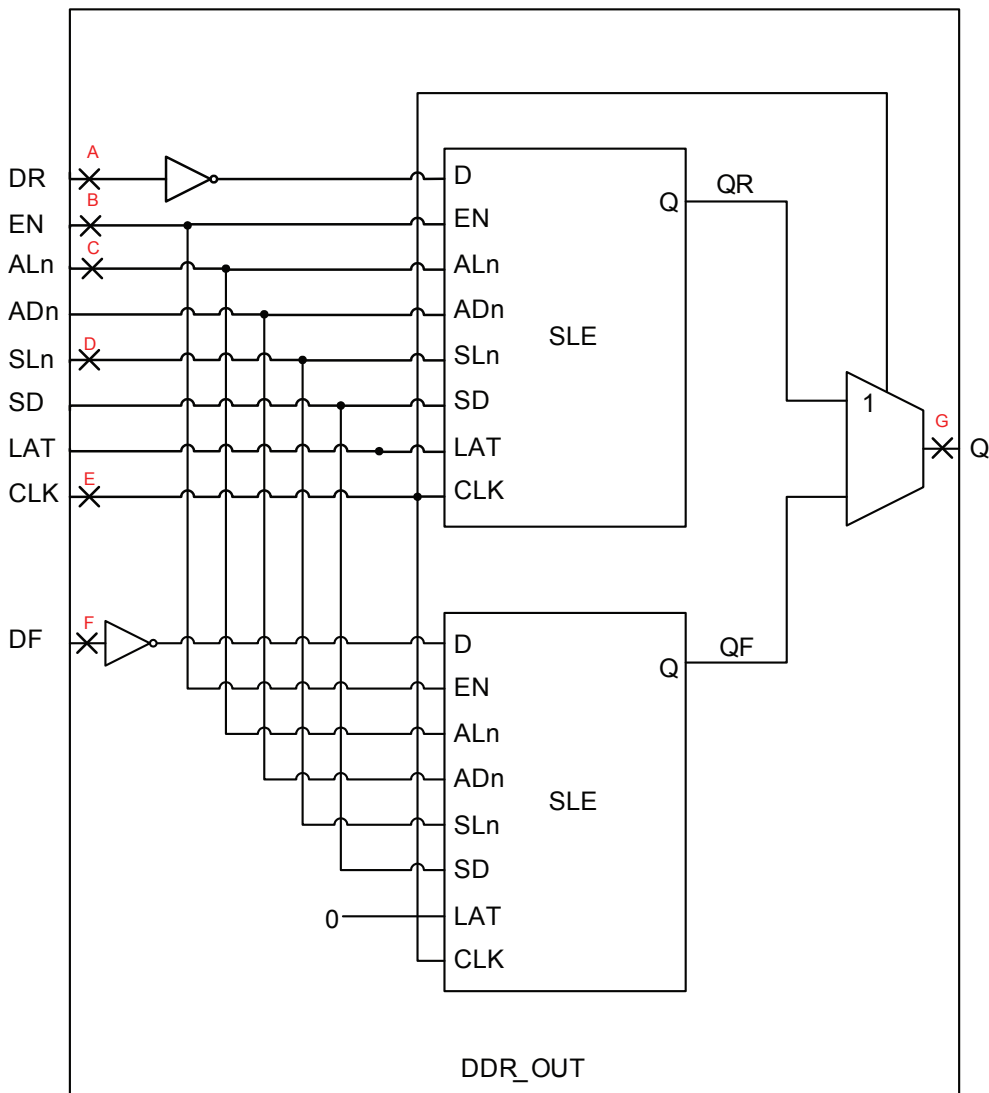 A
DR
B
EN
C
ALn
ADn
D
SLn
SD
LAT
E
CLK
D
EN
ALn
ADn
SLn
SD
LAT
CLK
SLE
Q
QR
1
G
Q
F
DF
D
EN
ALn
ADn
SLn
SD
0
LAT
CLK
SLE
Q
QF
DDR_OUT